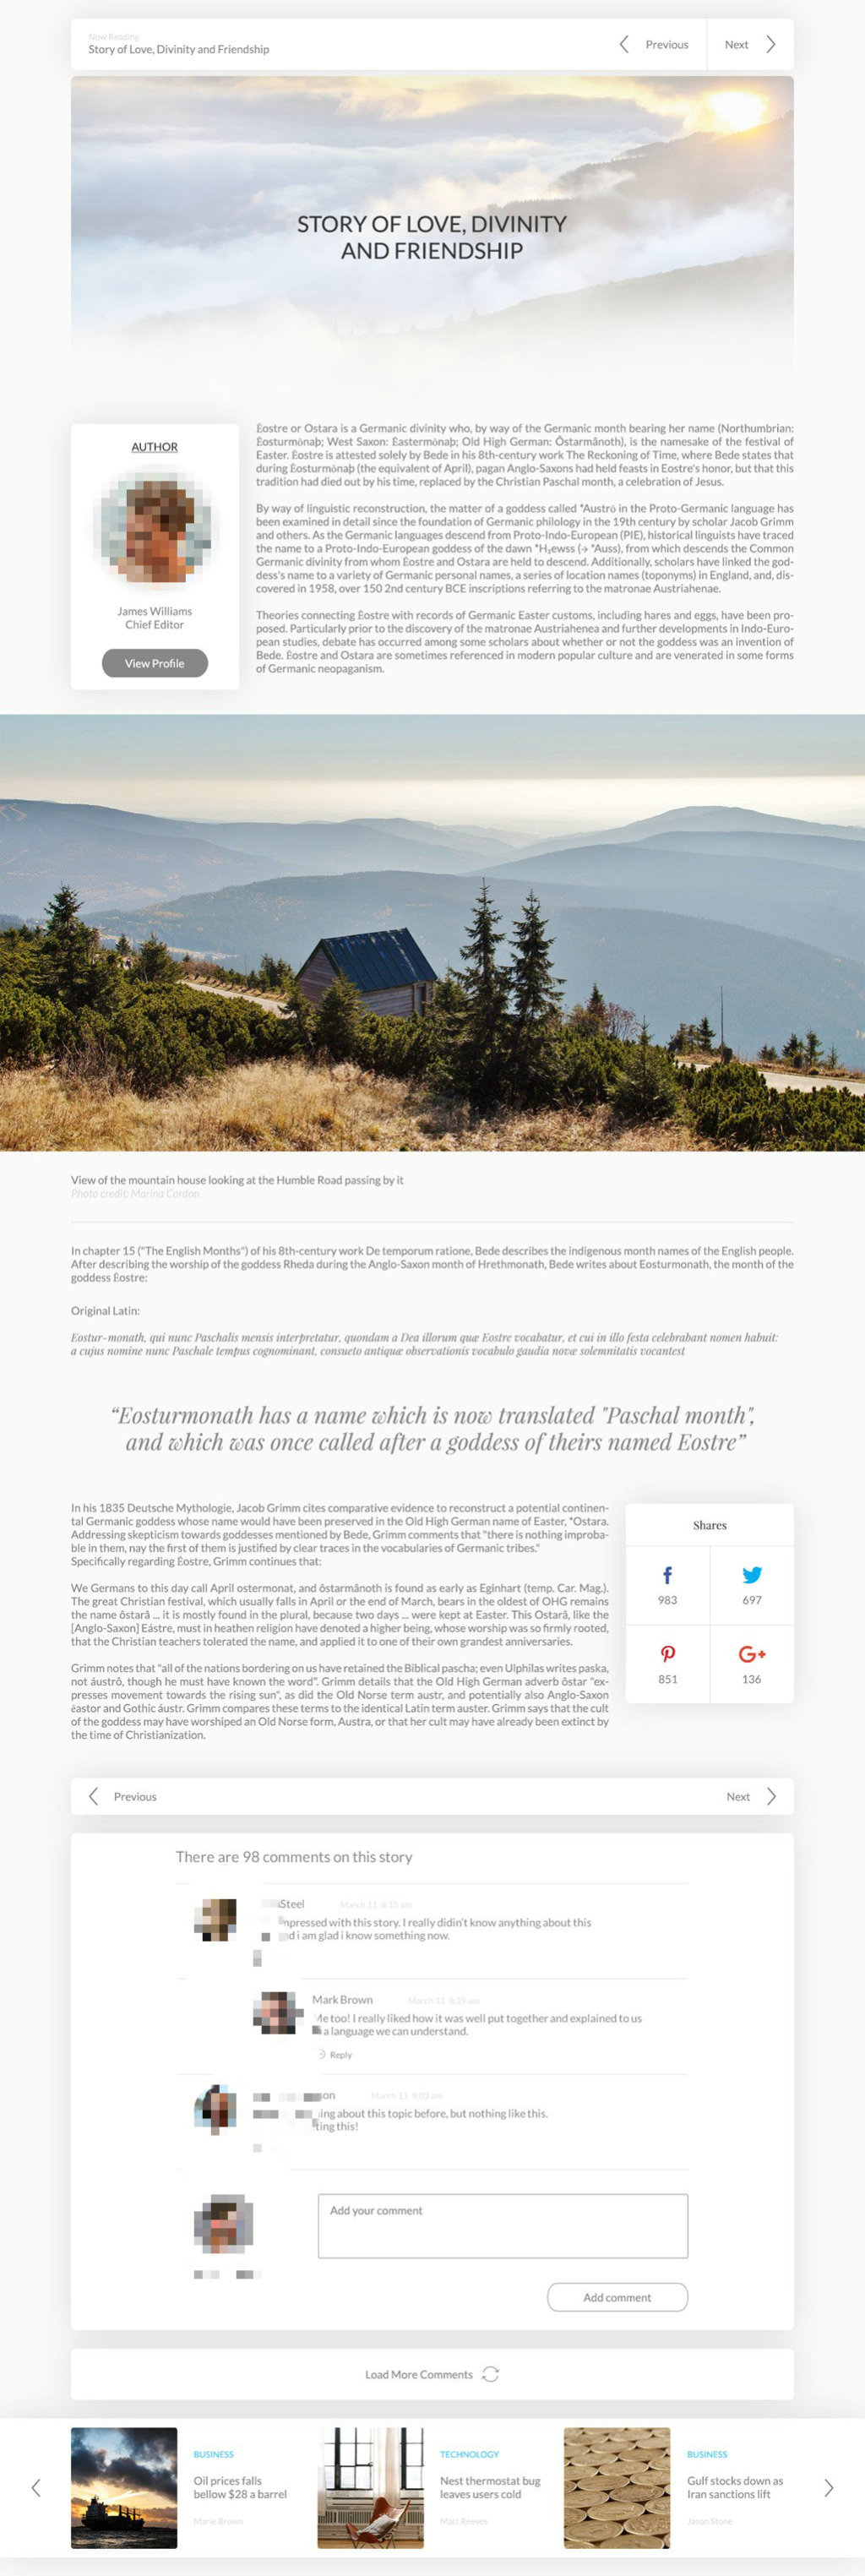 Now Reading:
Story of Love, Divinity and Friendship
Previous
Next
STORY OF LOVE, DIVINITY
AND FRIENDSHIP
AUTHOR
James Williams
Chief Editor
View Profile
Ēostre or Ostara is a Germanic divinity who, by way of the Germanic month bearing her name (Northumbrian:
Ēosturmōnaþ; West Saxon: Ēastermōnaþ; Old High German: Ôstarmânoth), is the namesake of the festival of
Easter. Ēostre is attested solely by Bede in his 8th-century work The Reckoning of Time, where Bede states that
during Ēosturmōnaþ (the equivalent of April), pagan Anglo-Saxons had held feasts in Eostre's honor, but that this
tradition had died out by his time, replaced by the Christian Paschal month, a celebration of Jesus.
By way of linguistic reconstruction, the matter of a goddess called *Austrō in the Proto-Germanic language has
been examined in detail since the foundation of Germanic philology in the 19th century by scholar Jacob Grimm
and others. As the Germanic languages descend from Proto-Indo-European (PIE), historical linguists have traced
the name to a Proto-Indo-European goddess of the dawn *H₂ewsṓs (→ *Ausṓs), from which descends the Common
Germanic divinity from whom Ēostre and Ostara are held to descend. Additionally, scholars have linked the god-
dess's name to a variety of Germanic personal names, a series of location names (toponyms) in England, and, dis-
covered in 1958, over 150 2nd century BCE inscriptions referring to the matronae Austriahenae.
Theories connecting Ēostre with records of Germanic Easter customs, including hares and eggs, have been pro-
posed. Particularly prior to the discovery of the matronae Austriahenea and further developments in Indo-Euro-
pean studies, debate has occurred among some scholars about whether or not the goddess was an invention of
Bede. Ēostre and Ostara are sometimes referenced in modern popular culture and are venerated in some forms
of Germanic neopaganism.
View of the mountain house looking at the Humble Road passing by it
Photo credit: Marina Cordon
In chapter 15 ("The English Months") of his 8th-century work De temporum ratione, Bede describes the indigenous month names of the English people.
After describing the worship of the goddess Rheda during the Anglo-Saxon month of Hrethmonath, Bede writes about Eosturmonath, the month of the
goddess Ēostre:
Original Latin:
Eostur-monath, qui nunc Paschalis mensis interpretatur, quondam a Dea illorum quæ Eostre vocabatur, et cui in illo festa celebrabant nomen habuit:
a cujus nomine nunc Paschale tempus cognominant, consueto antiquæ observationis vocabulo gaudia novæ solemnitatis vocantest
“Eosturmonath has a name which is now translated "Paschal month",
and which was once called after a goddess of theirs named Eostre”
In his 1835 Deutsche Mythologie, Jacob Grimm cites comparative evidence to reconstruct a potential continen-
tal Germanic goddess whose name would have been preserved in the Old High German name of Easter, *Ostara.
Addressing skepticism towards goddesses mentioned by Bede, Grimm comments that "there is nothing improba-
ble in them, nay the first of them is justified by clear traces in the vocabularies of Germanic tribes."
Specifically regarding Ēostre, Grimm continues that:
We Germans to this day call April ostermonat, and ôstarmânoth is found as early as Eginhart (temp. Car. Mag.).
The great Christian festival, which usually falls in April or the end of March, bears in the oldest of OHG remains
the name ôstarâ ... it is mostly found in the plural, because two days ... were kept at Easter. This Ostarâ, like the
[Anglo-Saxon] Eástre, must in heathen religion have denoted a higher being, whose worship was so firmly rooted,
that the Christian teachers tolerated the name, and applied it to one of their own grandest anniversaries.
Grimm notes that "all of the nations bordering on us have retained the Biblical pascha; even Ulphilas writes paska,
not áustrô, though he must have known the word". Grimm details that the Old High German adverb ôstar "ex-
presses movement towards the rising sun", as did the Old Norse term austr, and potentially also Anglo-Saxon
ēastor and Gothic áustr. Grimm compares these terms to the identical Latin term auster. Grimm says that the cult
of the goddess may have worshiped an Old Norse form, Austra, or that her cult may have already been extinct by
the time of Christianization.
Shares
983
697
851
136
Previous
Next
There are 98 comments on this story
Steel March 11 8:15 am
mpressed with this story. I really didin't know anything about this
d i am glad i know something now.
Mark Brown March 11 8:19 am
Me too! I really liked how it was well put together and explained to us
a language we can understand.
Reply
son March 11 9:02 am
ing about this topic before, but nothing like this.
ting this!
Add your comment
Add comment
Load More Comments
BUSINESS
Oil prices falls
bellow $28 a barrel
Marie Brown
TECHNOLOGY
Nest thermostat bug
leaves users cold
Matt Reeves
BUSINESS
Gulf stocks down as
Iran sanctions lift
Jason Stone